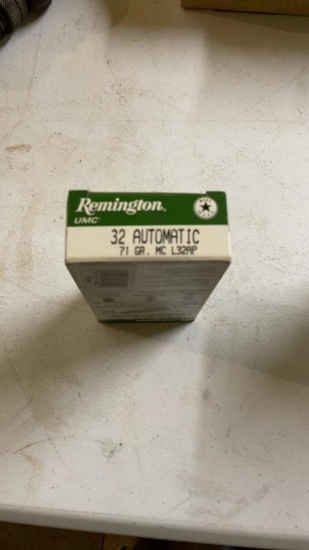 Remington
UMC
32 AUTOMATIC
71 GR. MC L32AP